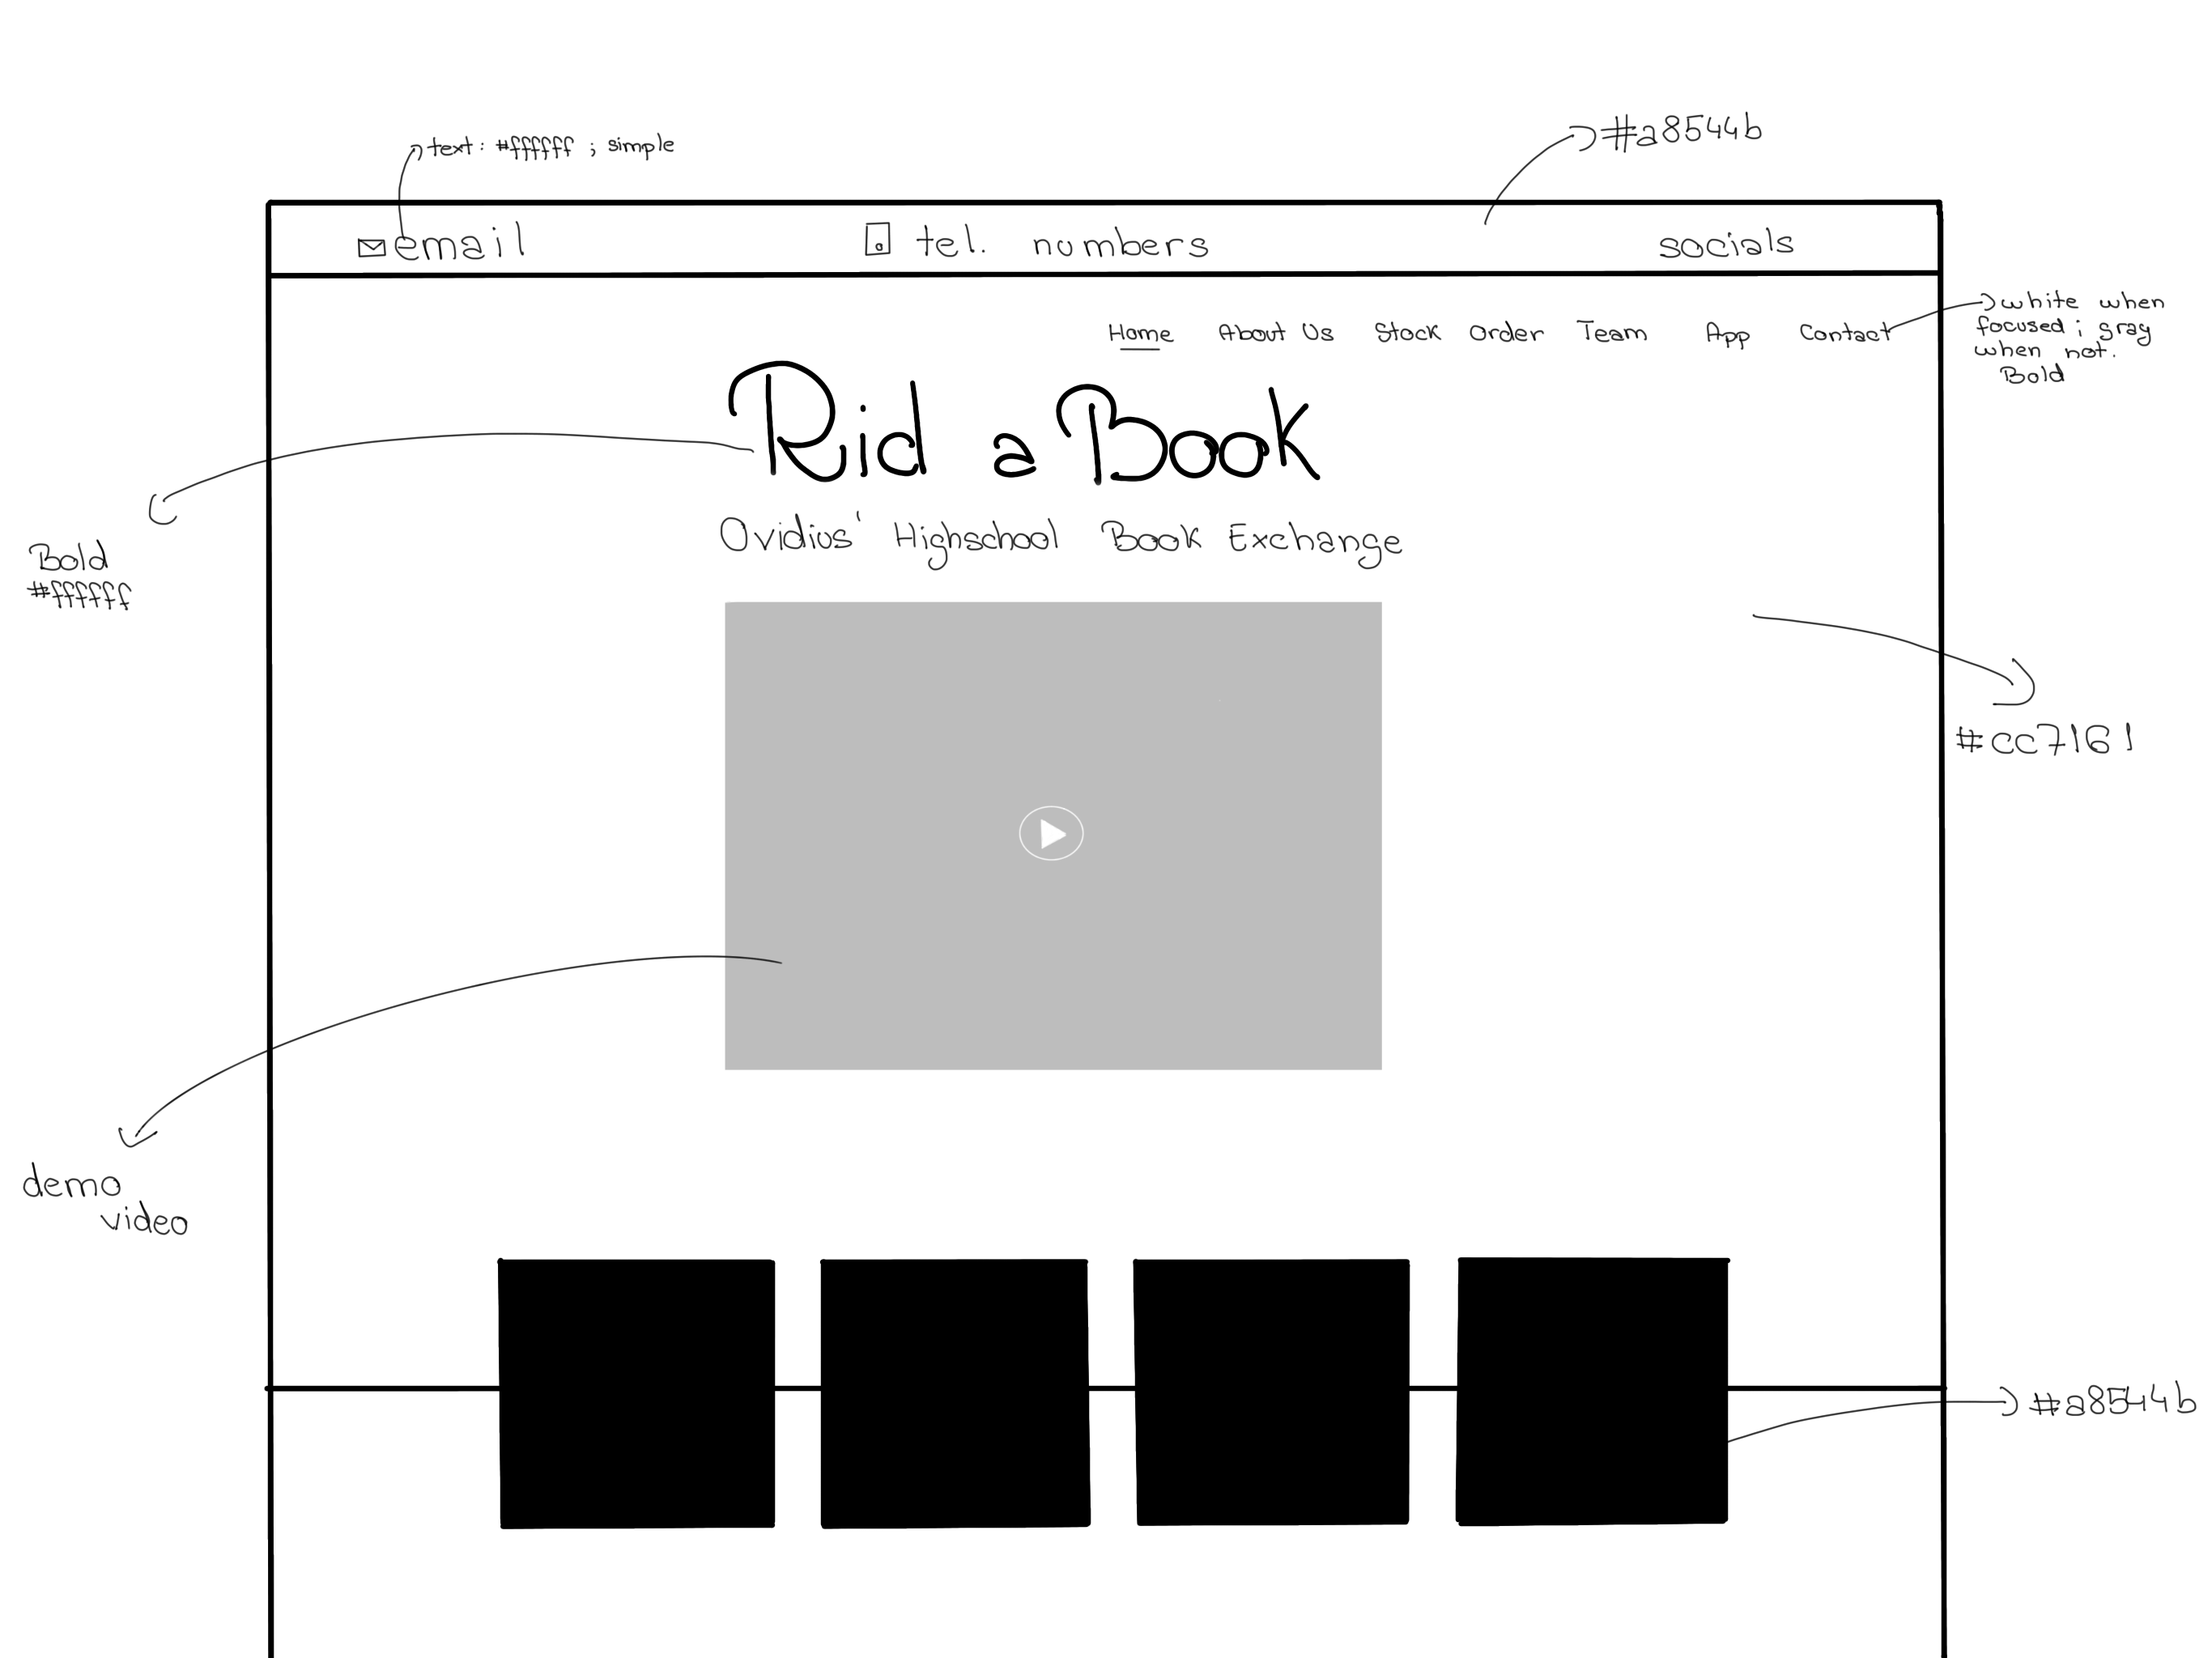 text: #ffffff ; simple
#a8544b
email
tel. numbers
socials
Home About Us Stock Order Team App Contact
white when
focused ; gray
when not.
Bold
Rid a Book
Ovidius' Highschool Book Exchange
Bold
#ffffff
#cc7161
demo
video
#a8544b